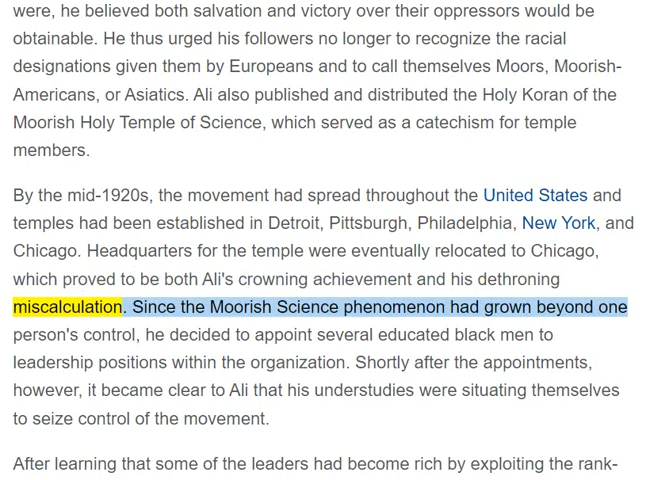 were, he believed both salvation and victory over their oppressors would be
obtainable. He thus urged his followers no longer to recognize the racial
designations given them by Europeans and to call themselves Moors, Moorish-
Americans, or Asiatics. Ali also published and distributed the Holy Koran of the
Moorish Holy Temple of Science, which served as a catechism for temple
members.
By the mid-1920s, the movement had spread throughout the United States and
temples had been established in Detroit, Pittsburgh, Philadelphia, New York, and
Chicago. Headquarters for the temple were eventually relocated to Chicago,
which proved to be both Ali's crowning achievement and his dethroning
miscalculation. Since the Moorish Science phenomenon had grown beyond one
person's control, he decided to appoint several educated black men to
leadership positions within the organization. Shortly after the appointments,
however, it became clear to Ali that his understudies were situating themselves
to seize control of the movement.
After learning that some of the leaders had become rich by exploiting the rank-